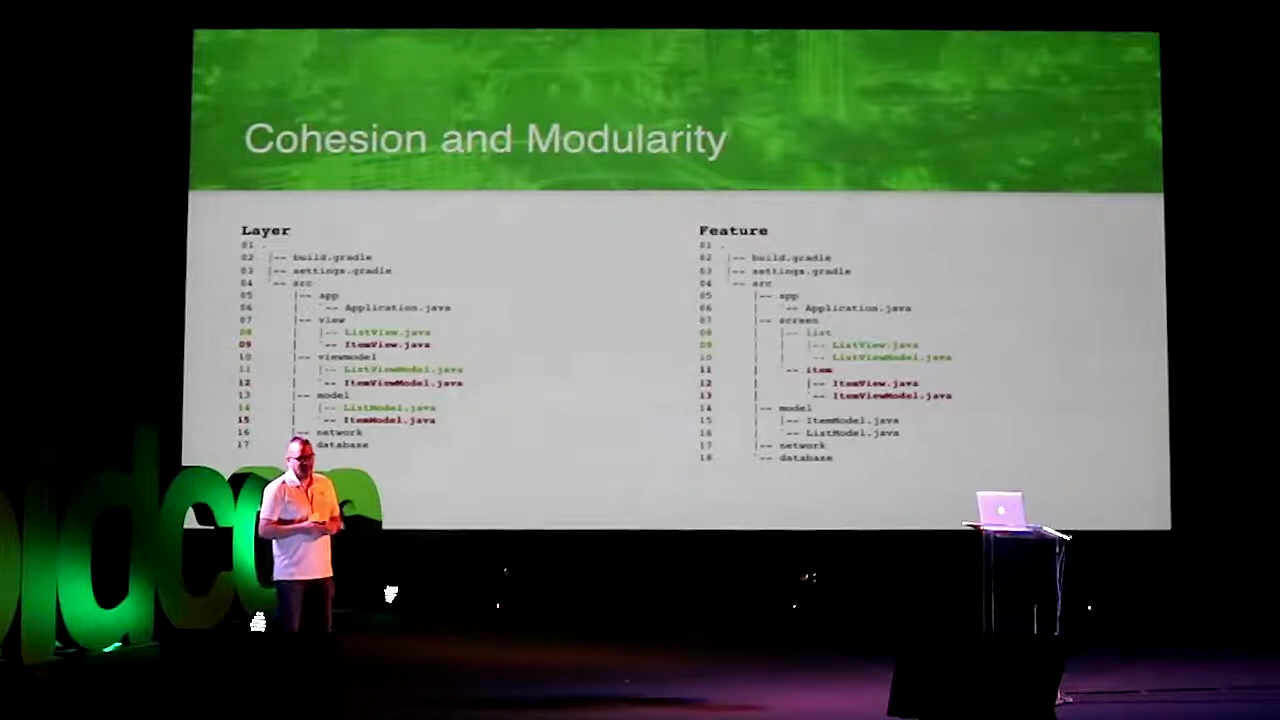 Cohesion and Modularity
Layer
01 .
02 |-- build.gradle
03 |-- settings.gradle
04 `-- src
05 |-- app
06 | `-- Application.java
07 |-- view
08 | |-- ListView.java
09 | `-- ItemView.java
10 |-- viewmodel
11 | |-- ListViewModel.java
12 | `-- ItemViewModel.java
13 |-- model
14 | |-- ListModel.java
15 | `-- ItemModel.java
16 |-- network
17 database
Feature
01 .
02 |-- build.gradle
03 |-- settings.gradle
04 `-- src
05 |-- app
06 | `-- Application.java
07 |-- screen
08 | |-- list
09 | | |-- ListView.java
10 | | `-- ListViewModel.java
11 | `-- item
12 | |-- ItemView.java
13 | `-- ItemViewModel.java
14 |-- model
15 | |-- ItemModel.java
16 | `-- ListModel.java
17 |-- network
18 `-- database
idcon